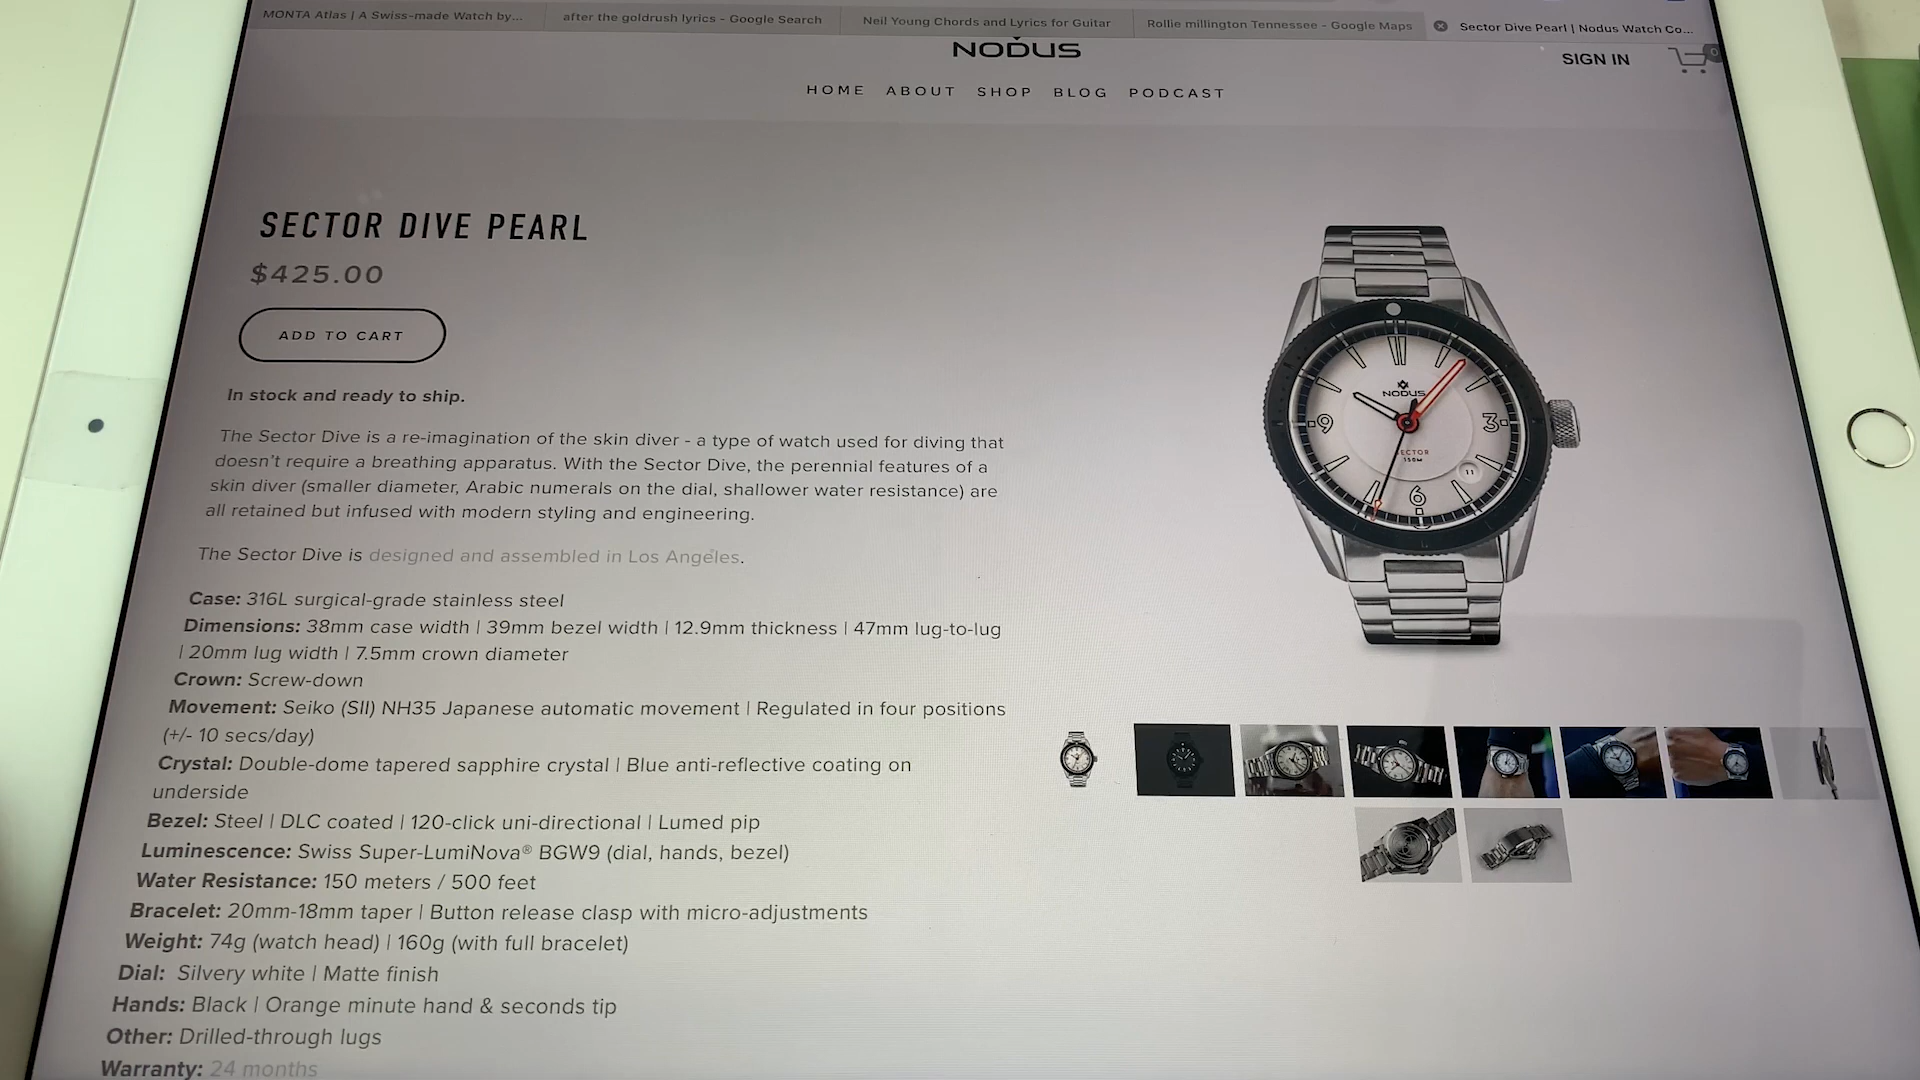 MONTA Atlas | A Swiss-made Watch by...
after the goldrush lyrics - Google Search
Neil Young Chords and Lyrics for Guitar
Rollie millington Tennessee - Google Maps
Sector Dive Pearl | Nodus Watch Co...
NODUS
SIGN IN
0
HOME ABOUT SHOP BLOG PODCAST
SECTOR DIVE PEARL
$425.00
ADD TO CART
In stock and ready to ship.
The Sector Dive is a re-imagination of the skin diver - a type of watch used for diving that
doesn't require a breathing apparatus. With the Sector Dive, the perennial features of a
skin diver (smaller diameter, Arabic numerals on the dial, shallower water resistance) are
all retained but infused with modern styling and engineering.
The Sector Dive is designed and assembled in Los Angeles.
Case: 316L surgical-grade stainless steel
Dimensions: 38mm case width | 39mm bezel width | 12.9mm thickness | 47mm lug-to-lug
| 20mm lug width | 7.5mm crown diameter
Crown: Screw-down
Movement: Seiko (SII) NH35 Japanese automatic movement | Regulated in four positions
(+/- 10 secs/day)
Crystal: Double-dome tapered sapphire crystal | Blue anti-reflective coating on
underside
Bezel: Steel | DLC coated | 120-click uni-directional | Lumed pip
Luminescence: Swiss Super-LumiNova® BGW9 (dial, hands, bezel)
Water Resistance: 150 meters / 500 feet
Bracelet: 20mm-18mm taper | Button release clasp with micro-adjustments
Weight: 74g (watch head) | 160g (with full bracelet)
Dial: Silvery white | Matte finish
Hands: Black | Orange minute hand & seconds tip
Other: Drilled-through lugs
Warranty: 24 months
NODUS
9
3
SECTOR
150M
11
6